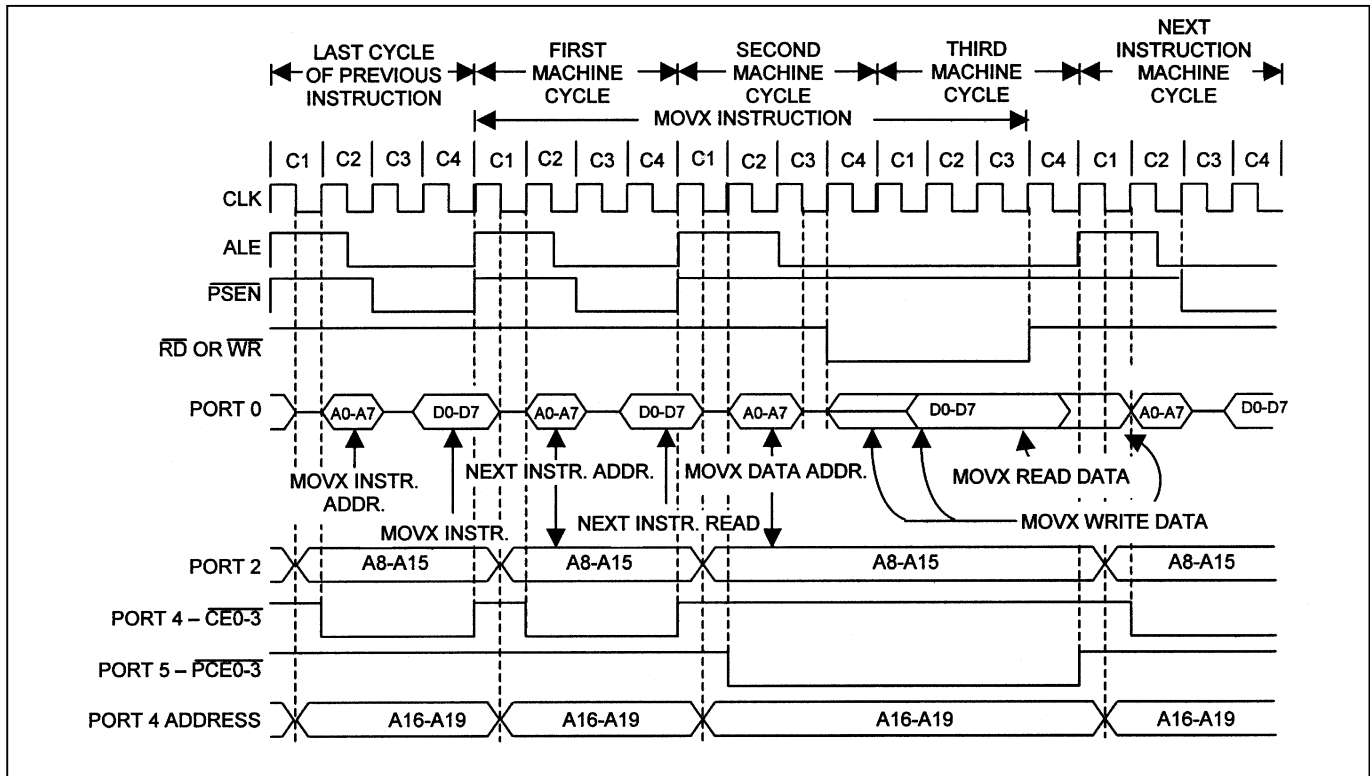 LAST CYCLE
OF PREVIOUS
INSTRUCTION
FIRST
MACHINE
CYCLE
SECOND
MACHINE
CYCLE
THIRD
MACHINE
CYCLE
NEXT
INSTRUCTION
MACHINE
CYCLE
MOVX INSTRUCTION
C1 C2 C3 C4 C1 C2 C3 C4 C1 C2 C3 C4 C1 C2 C3 C4 C1 C2 C3 C4
CLK
ALE
PSEN
RD OR WR
PORT 0 A0-A7 D0-D7 A0-A7 D0-D7 A0-A7 D0-D7 A0-A7 D0-D7
MOVX INSTR.
ADDR.
NEXT INSTR. ADDR.
MOVX DATA ADDR.
MOVX READ DATA
MOVX INSTR.
NEXT INSTR. READ
MOVX WRITE DATA
PORT 2 A8-A15 A8-A15 A8-A15 A8-A15
PORT 4 – CE0-3
PORT 5 – PCE0-3
PORT 4 ADDRESS A16-A19 A16-A19 A16-A19 A16-A19